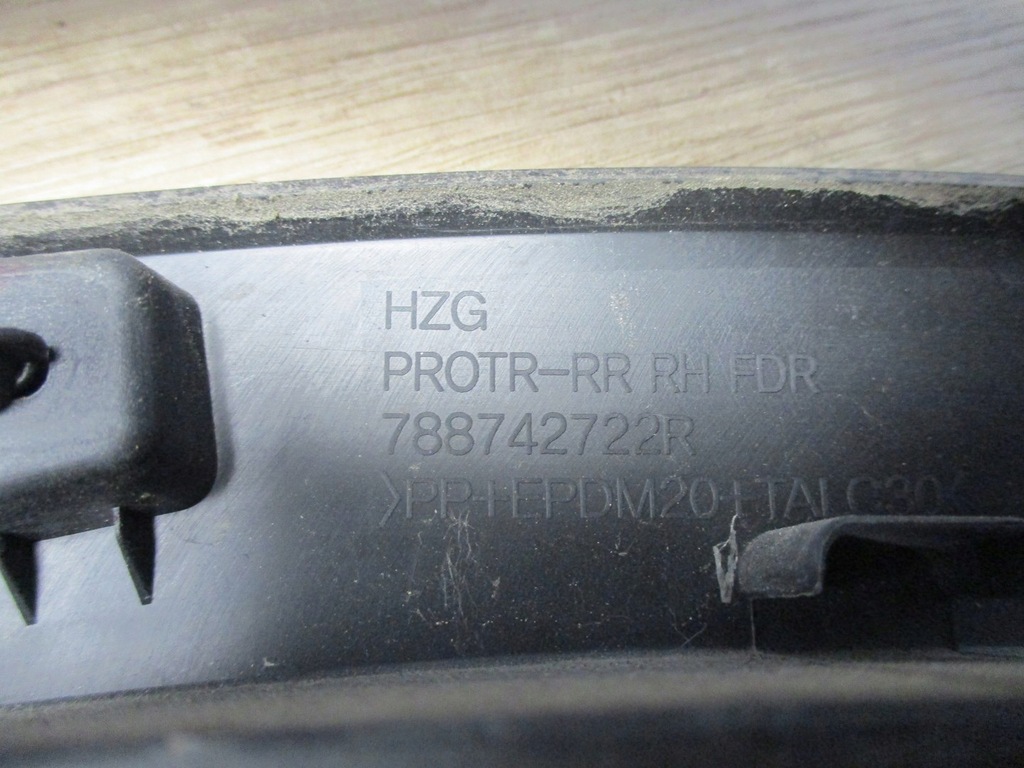 HZG
PROTR-RR RH FDR
788742722R
>PP+EPDM20+TALC30<